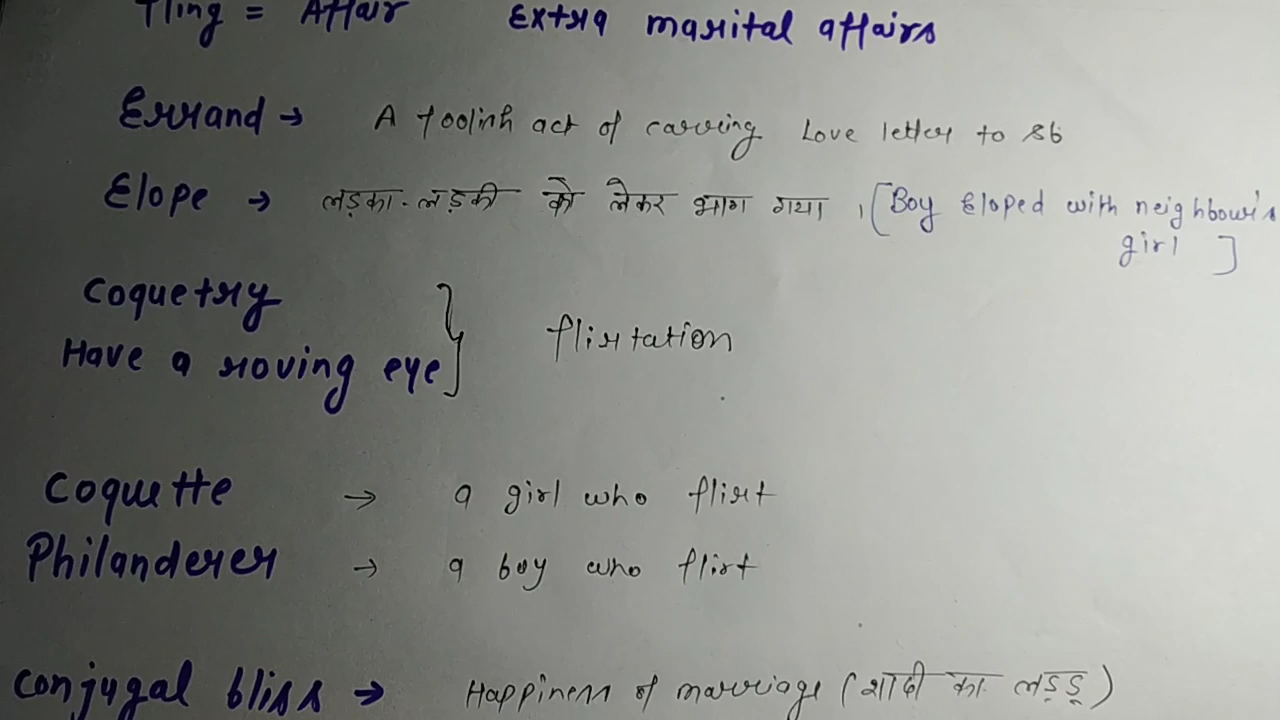 Fling = Affair Extra marital affairs
Errand → A foolish act of carrying Love letter to sb
Elope → लड़का-लड़की को लेकर भाग गया, [Boy Eloped with neighbour's
girl]
Coquetry
Have a roving eye } flirtation
Coquette → a girl who flirt
Philanderer → a boy who flirt
Conjugal bliss → Happiness of marriage (शादी का लड्डू)